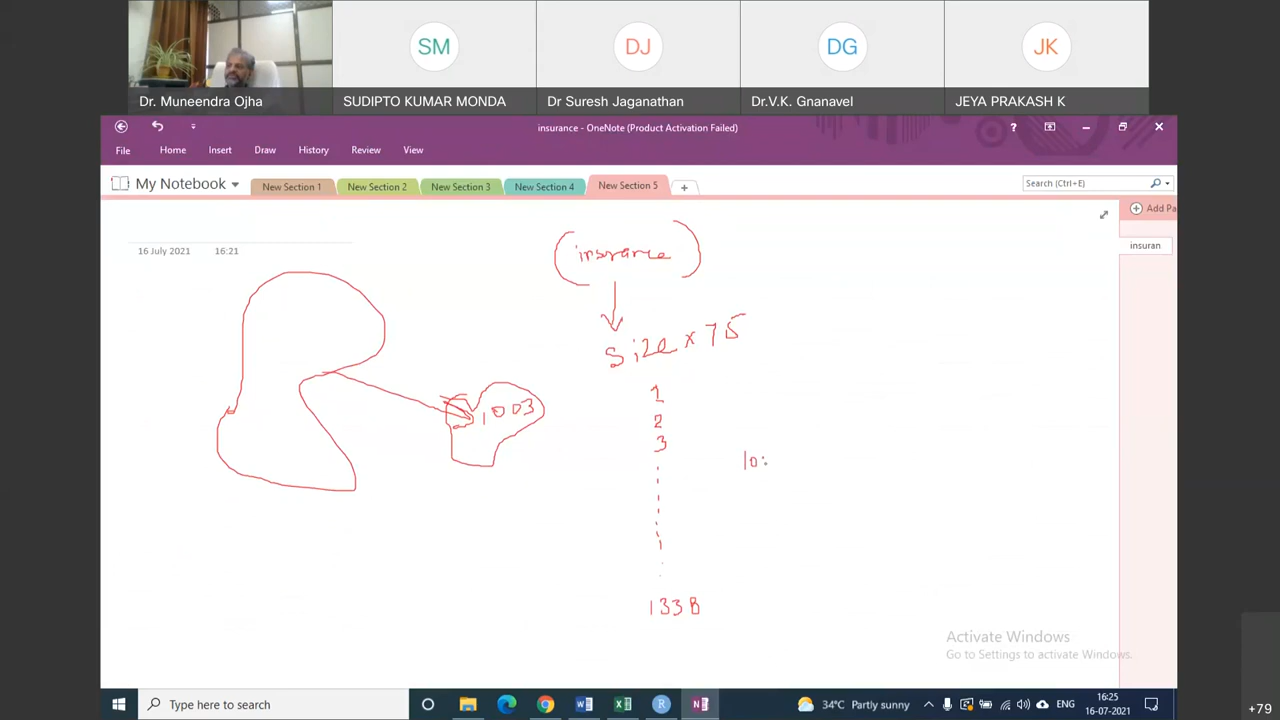 SM
DJ
DG
JK
Dr. Muneendra Ojha
SUDIPTO KUMAR MONDA
Dr Suresh Jaganathan
Dr.V.K. Gnanavel
JEYA PRAKASH K
insurance - OneNote (Product Activation Failed)
?
File
Home
Insert
Draw
History
Review
View
My Notebook
New Section 1
New Section 2
New Section 3
New Section 4
New Section 5
+
Search (Ctrl+E)
Add Pa
insuran
16 July 2021
16:21
(insurance)
Size x 75
1
2
3
1003
10:
1338
Activate Windows
Go to Settings to activate Windows.
Type here to search
34°C Partly sunny
ENG
16:25
16-07-2021
+79